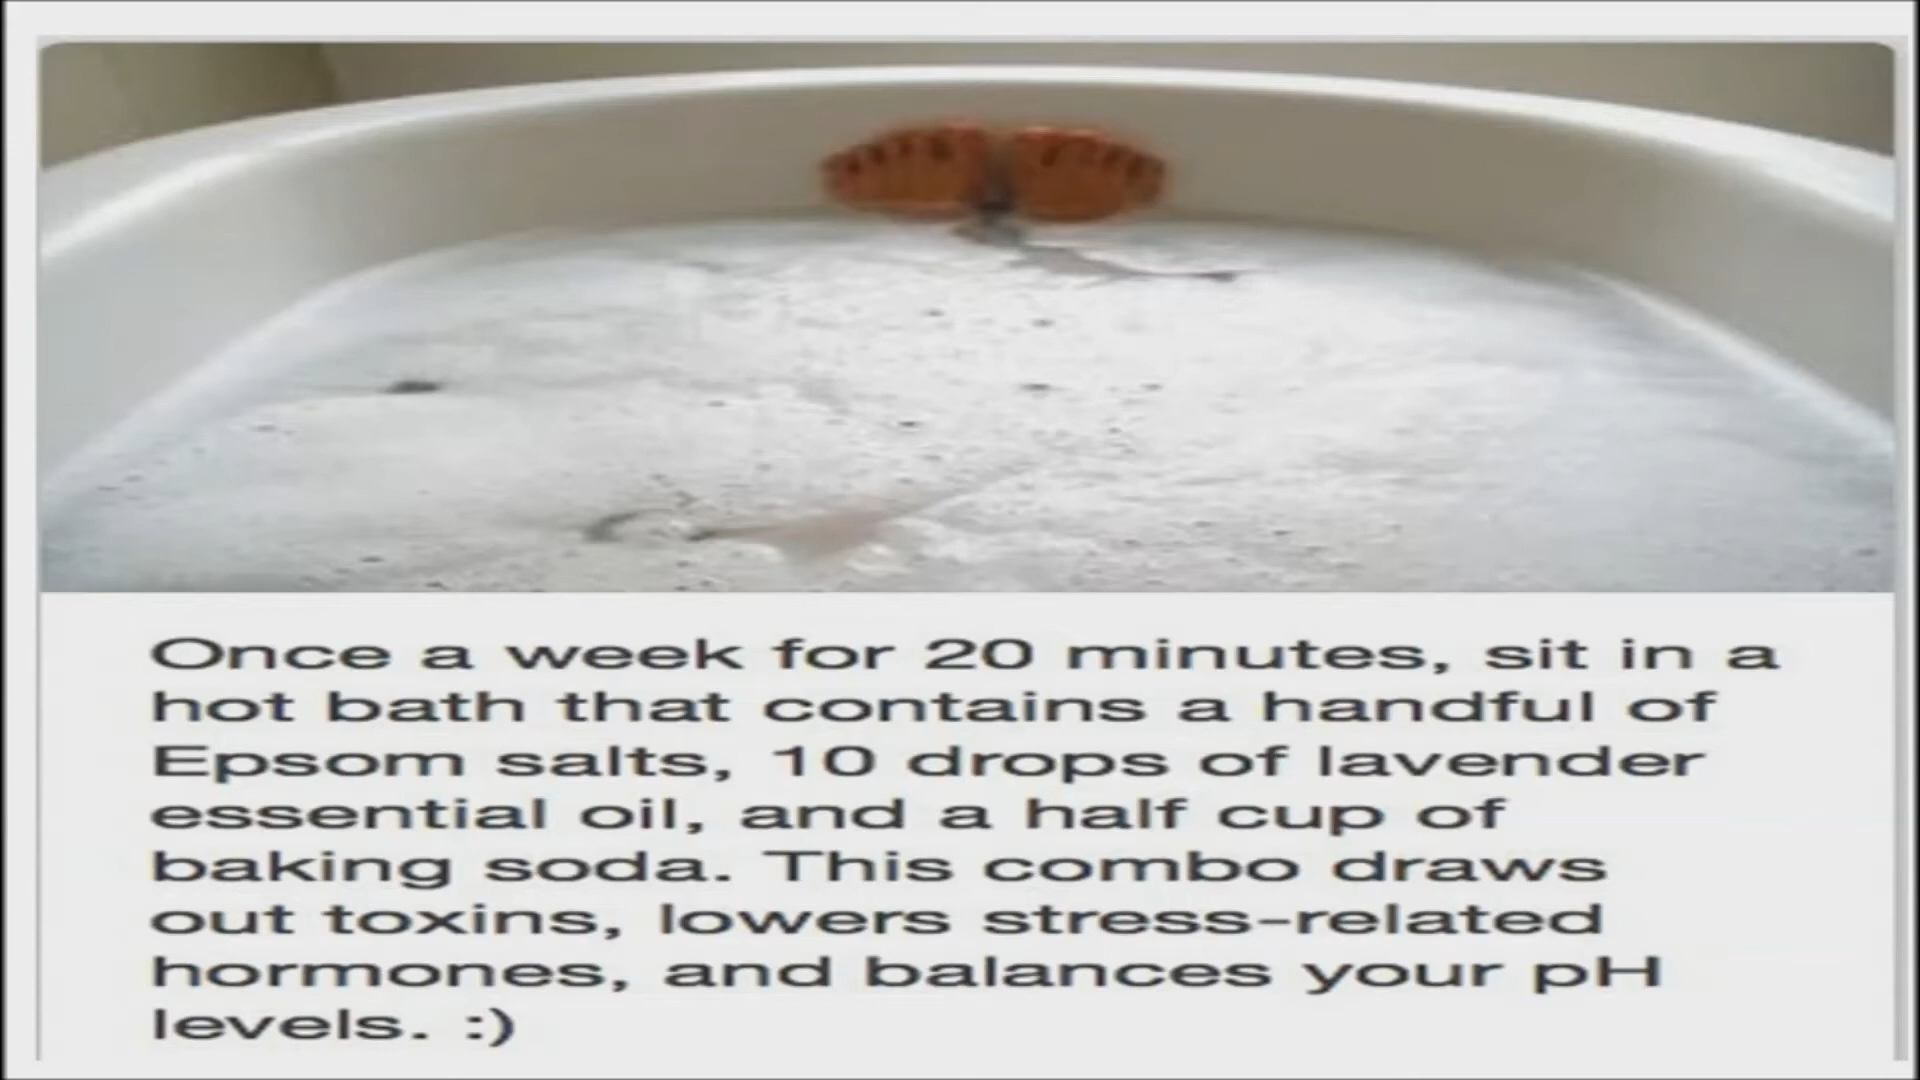 Once a week for 20 minutes, sit in a
hot bath that contains a handful of
Epsom salts, 10 drops of lavender
essential oil, and a half cup of
baking soda. This combo draws
out toxins, lowers stress-related
hormones, and balances your pH
levels. :)